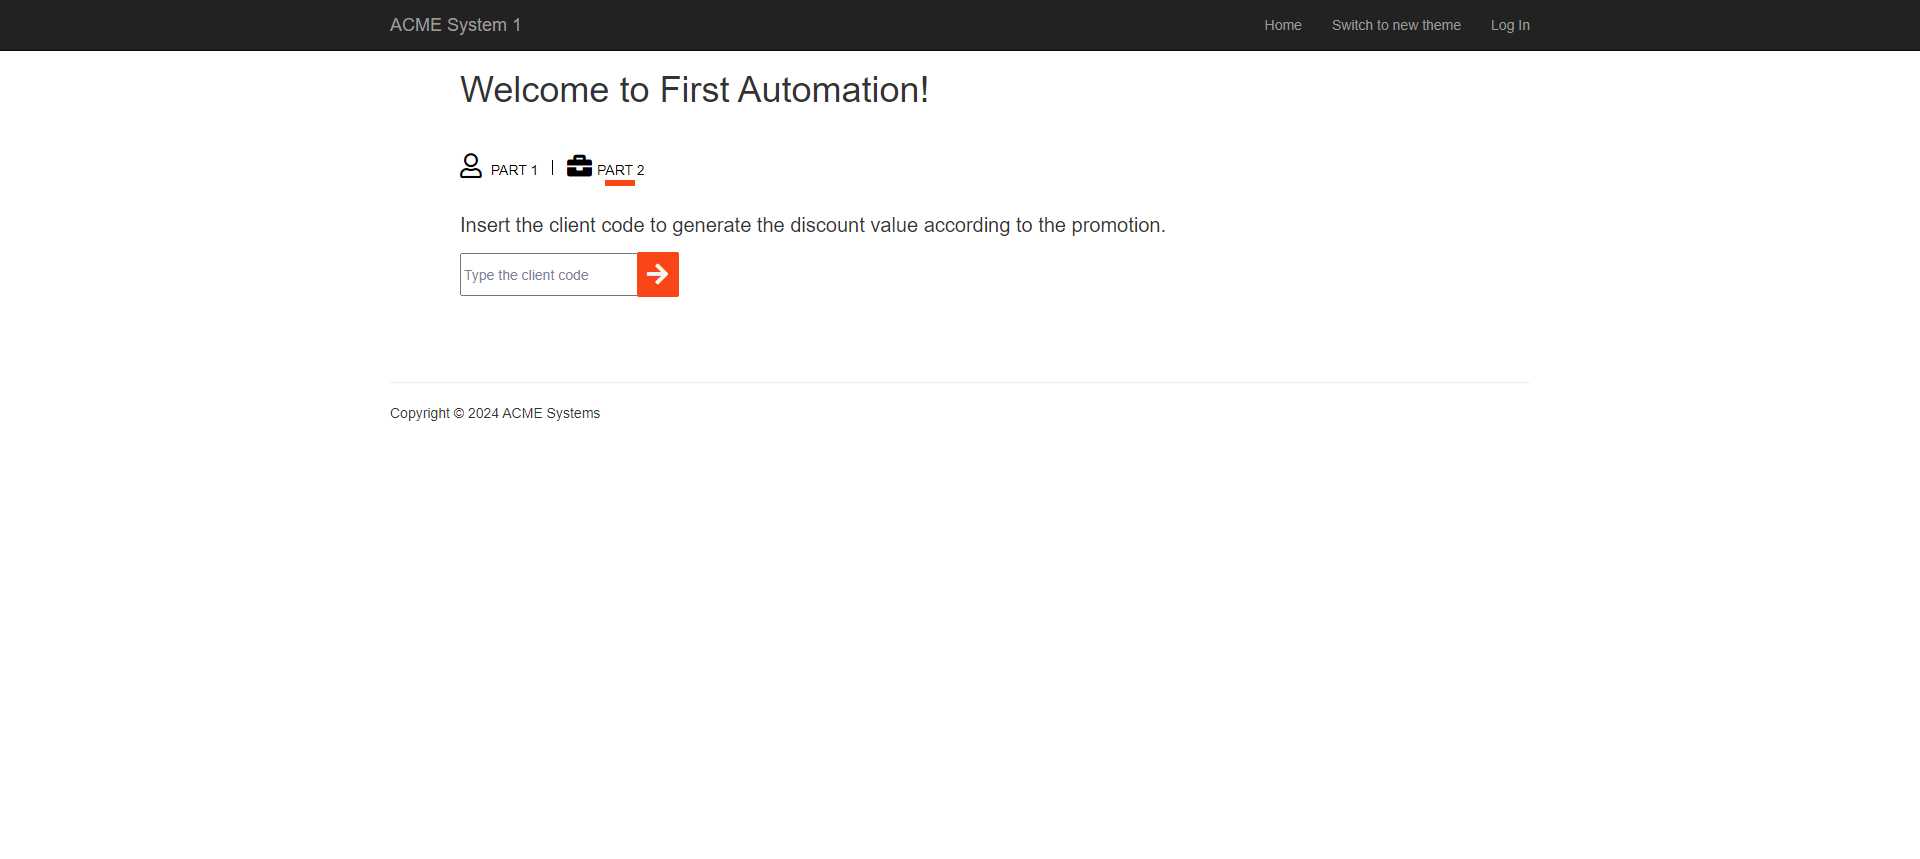 ACME System 1 Home Switch to new theme Log In
Welcome to First Automation!
PART 1 | PART 2
Insert the client code to generate the discount value according to the promotion.
Type the client code
Copyright © 2024 ACME Systems